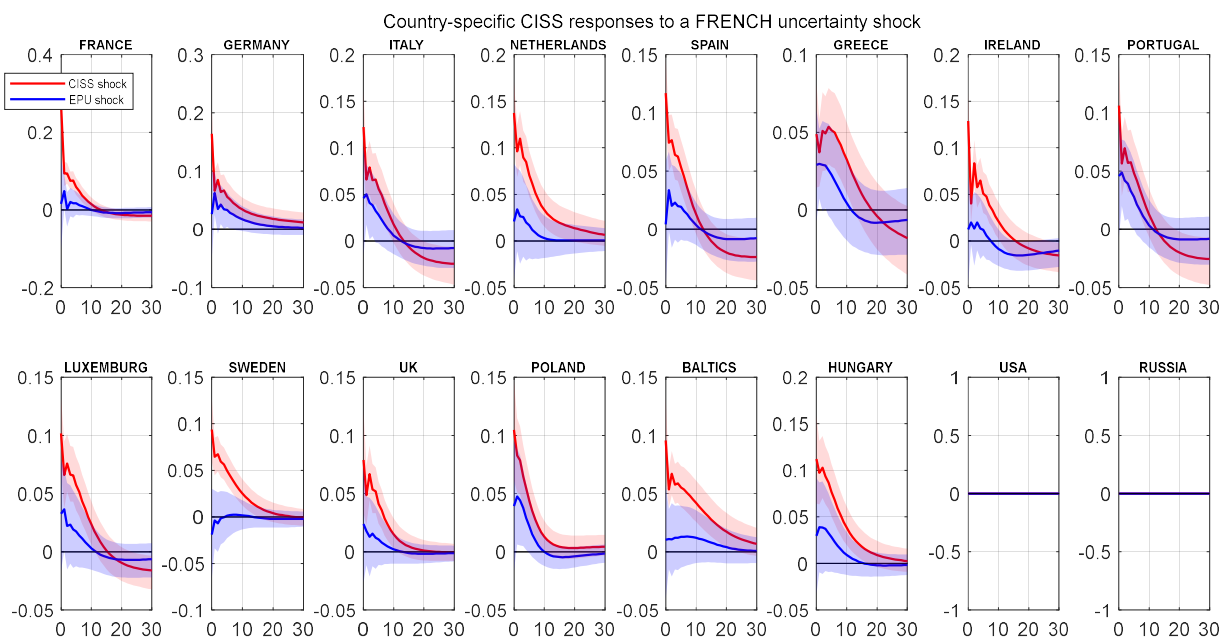 Country-specific CISS responses to a FRENCH uncertainty shock
FRANCE GERMANY ITALY NETHERLANDS SPAIN GREECE IRELAND PORTUGAL
CISS shock
EPU shock
0.4 0.3 0.2 0.2 0.2 0.1 0.2 0.15
0.2 0.2 0.15 0.15 0.15 0.05 0.15 0.1
0 0.1 0.1 0.1 0.1 0 0.1 0.05
-0.2 0 0.05 0.05 0.05 -0.05 0.05 0
-0.1 0 0 0 0 -0.05
-0.05 -0.05 -0.05 -0.05
0 10 20 30 0 10 20 30 0 10 20 30 0 10 20 30 0 10 20 30 0 10 20 30 0 10 20 30 0 10 20 30
LUXEMBURG SWEDEN UK POLAND BALTICS HUNGARY USA RUSSIA
0.15 0.15 0.15 0.15 0.15 0.2 1 1
0.1 0.1 0.1 0.1 0.1 0.15 0.5 0.5
0.05 0.05 0.05 0.05 0.05 0.1 0 0
0 0 0 0 0 0.05 -0.5 -0.5
-0.05 -0.05 -0.05 -0.05 -0.05 0 -1 -1
-0.1 -0.05
0 10 20 30 0 10 20 30 0 10 20 30 0 10 20 30 0 10 20 30 0 10 20 30 0 10 20 30 0 10 20 30